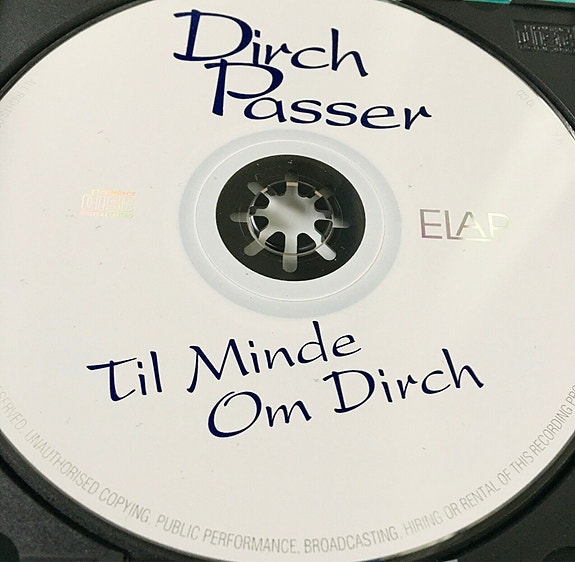 Dirch
Passer
ELAP
Til Minde
Om Dirch
UNAUTHORISED COPYING. PUBLIC PERFORMANCE. BROADCASTING. HIRING OR RENTAL OF THIS RECORDING